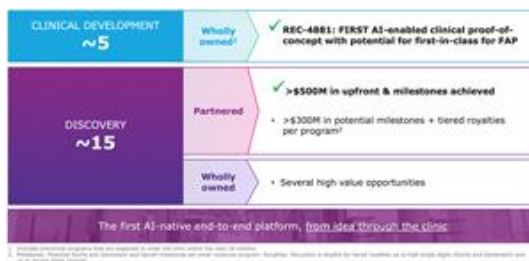 CLINICAL DEVELOPMENT
~5
Wholly
owned¹
✓ REC-4881: FIRST AI-enabled clinical proof-of-
concept with potential for first-in-class for FAP
DISCOVERY
~15
Partnered
✓ >$500M in upfront & milestones achieved
• >$300M in potential milestones + tiered royalties
per program²
Wholly
owned
• Several high value opportunities
The first AI-native end-to-end platform, from idea through the clinic